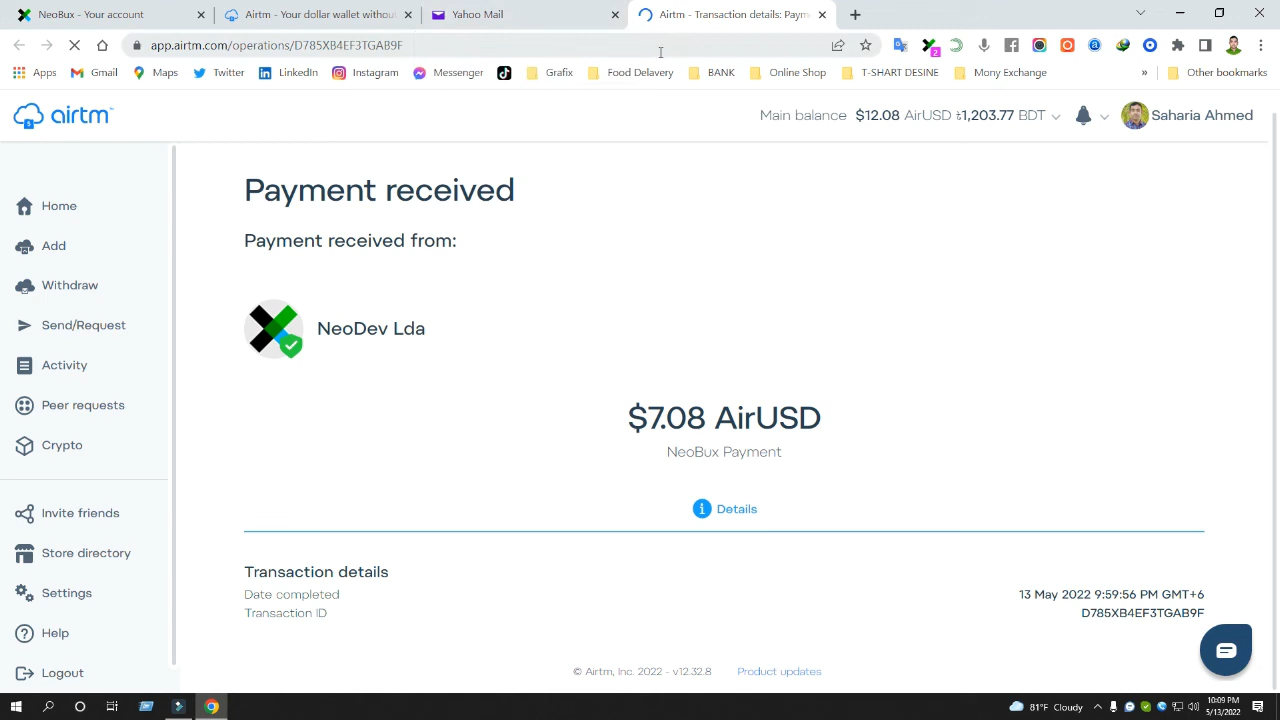 NeoBux - Your account
Your dollar wallet withou
Yahoo Mail
Airtm - Transaction details: Paym
app.airtm.com/operations/D785XB4EF3TGAB9F
2
Apps
Gmail
Maps
Twitter
LinkedIn
Instagram
Messenger
Grafix
Food Delavery
BANK
Online Shop
T-SHART DESINE
Mony Exchange
»
Other bookmarks
airtm
Main balance $12.08 AirUSD ৳1,203.77 BDT
Saharia Ahmed
Home
Add
Withdraw
Send/Request
Activity
Peer requests
Crypto
Invite friends
Store directory
Settings
Help
Logout
Payment received
Payment received from:
NeoDev Lda
$7.08 AirUSD
NeoBux Payment
Details
Transaction details
Date completed 13 May 2022 9:59:56 PM GMT+6
Transaction ID D785XB4EF3TGAB9F
© Airtm, Inc. 2022 - v12.32.8 Product updates
81°F Cloudy
10:09 PM
5/13/2022